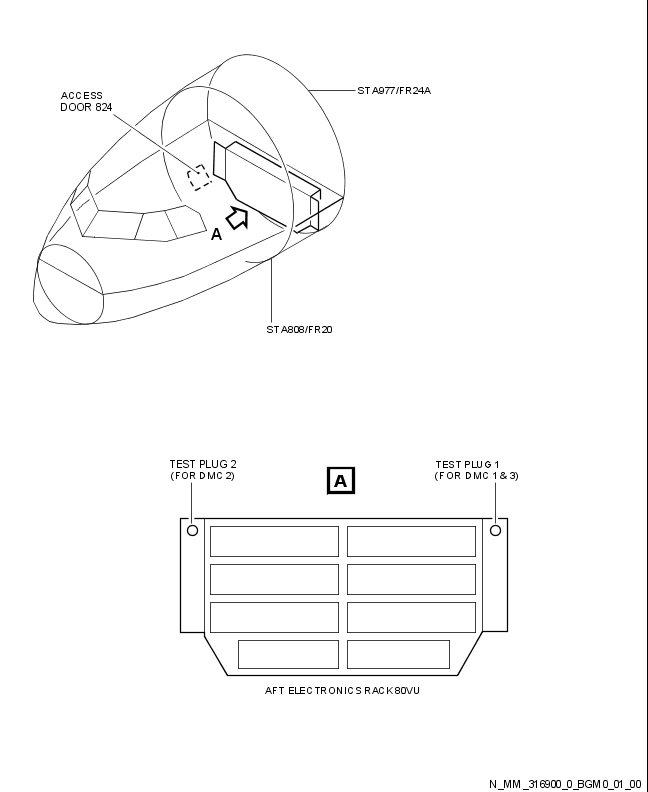 ACCESS
DOOR 824
STA977/FR24A
A
STA808/FR20
TEST PLUG 2
(FOR DMC 2)
A
TEST PLUG 1
(FOR DMC 1 & 3)
AFT ELECTRONICS RACK 80VU
N_MM_316900_0_BGM0_01_00